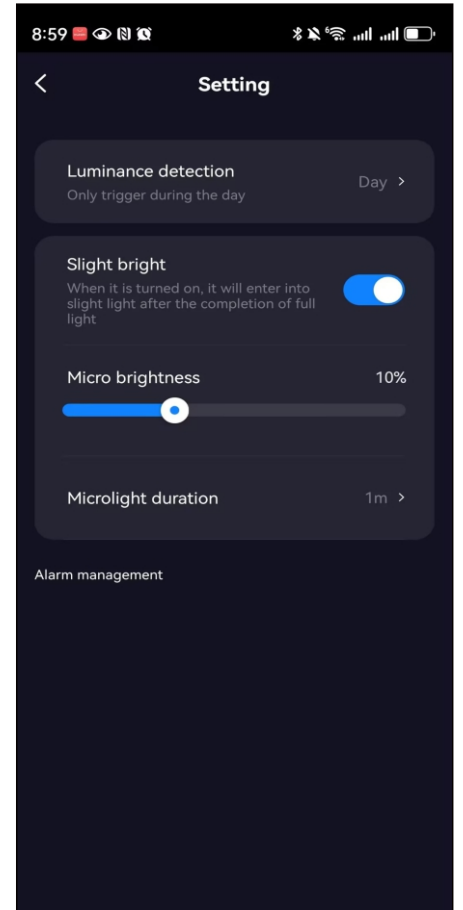 8:59
Setting
Luminance detection
Only trigger during the day
Day
Slight bright
When it is turned on, it will enter into
slight light after the completion of full
light
Micro brightness
10%
Microlight duration
1m
Alarm management